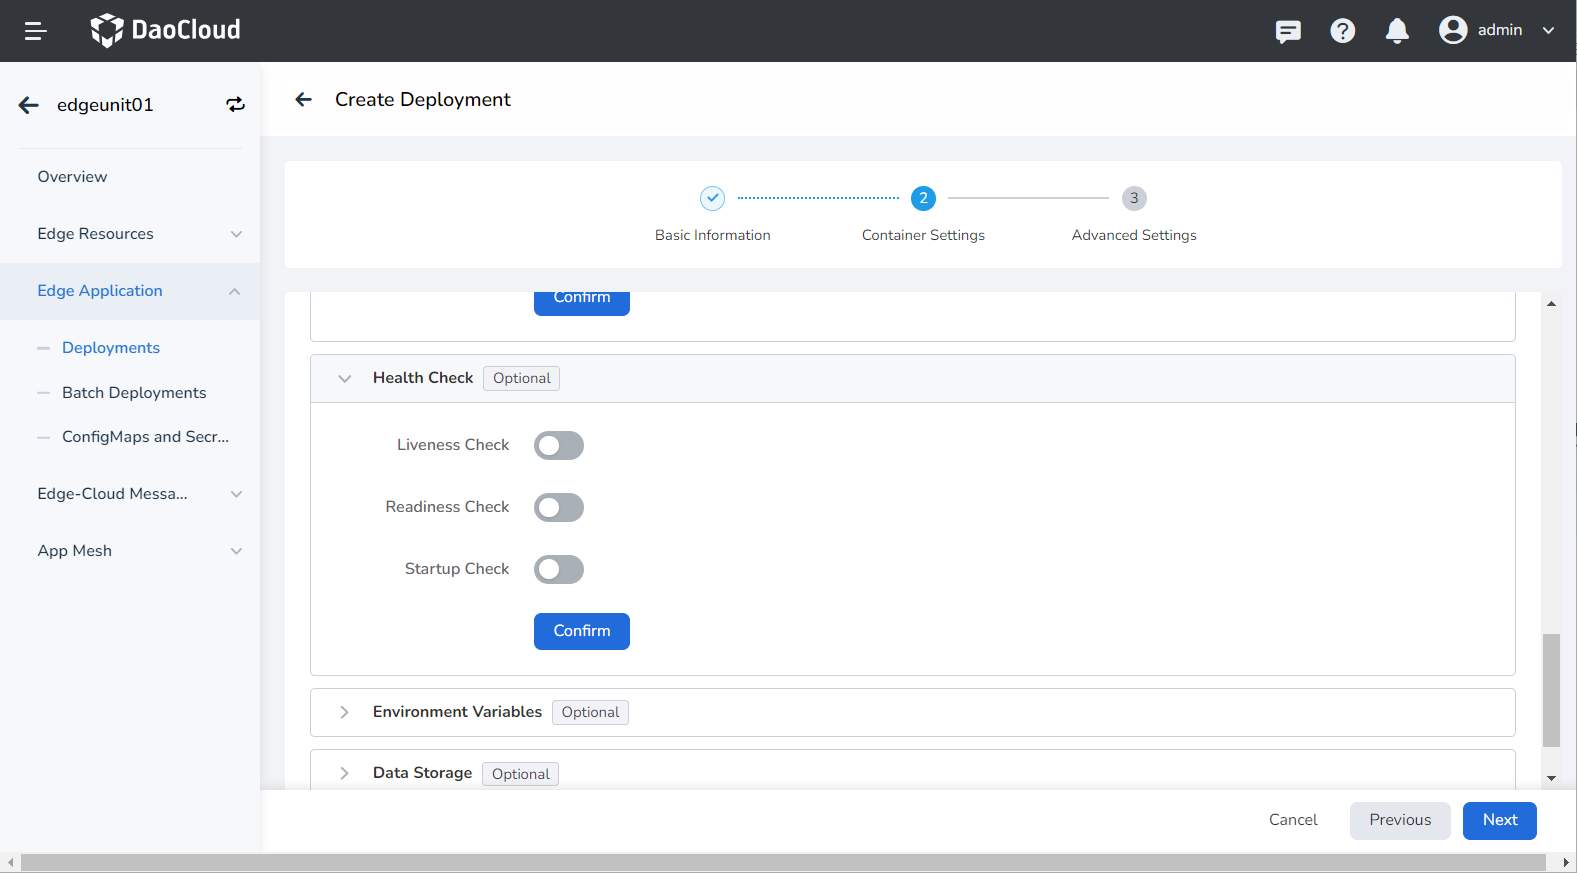 DaoCloud
admin
edgeunit01
Create Deployment
Overview
Edge Resources
Edge Application
Deployments
Batch Deployments
ConfigMaps and Secr...
Edge-Cloud Messa...
App Mesh
2
3
Basic Information
Container Settings
Advanced Settings
Confirm
Health Check Optional
Liveness Check
Readiness Check
Startup Check
Confirm
Environment Variables Optional
Data Storage Optional
Cancel Previous Next